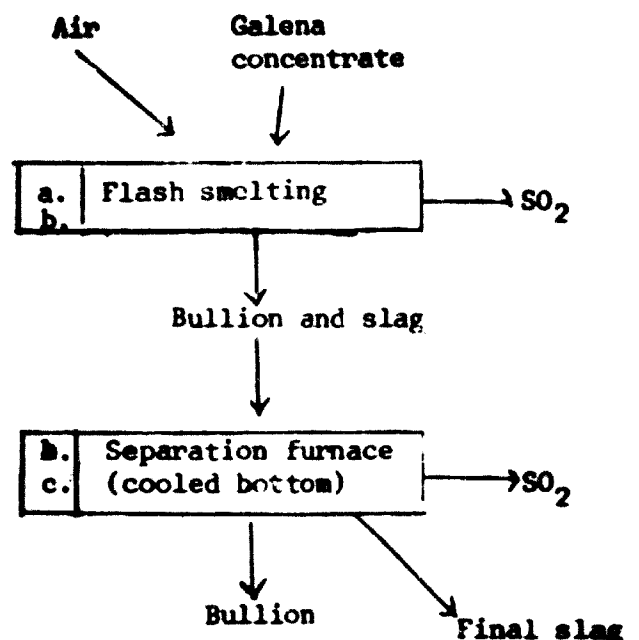 Air
Galena
concentrate
a. Flash smelting
b.
SO2
Bullion and slag
b. Separation furnace
c. (cooled bottom)
SO2
Bullion
Final slag